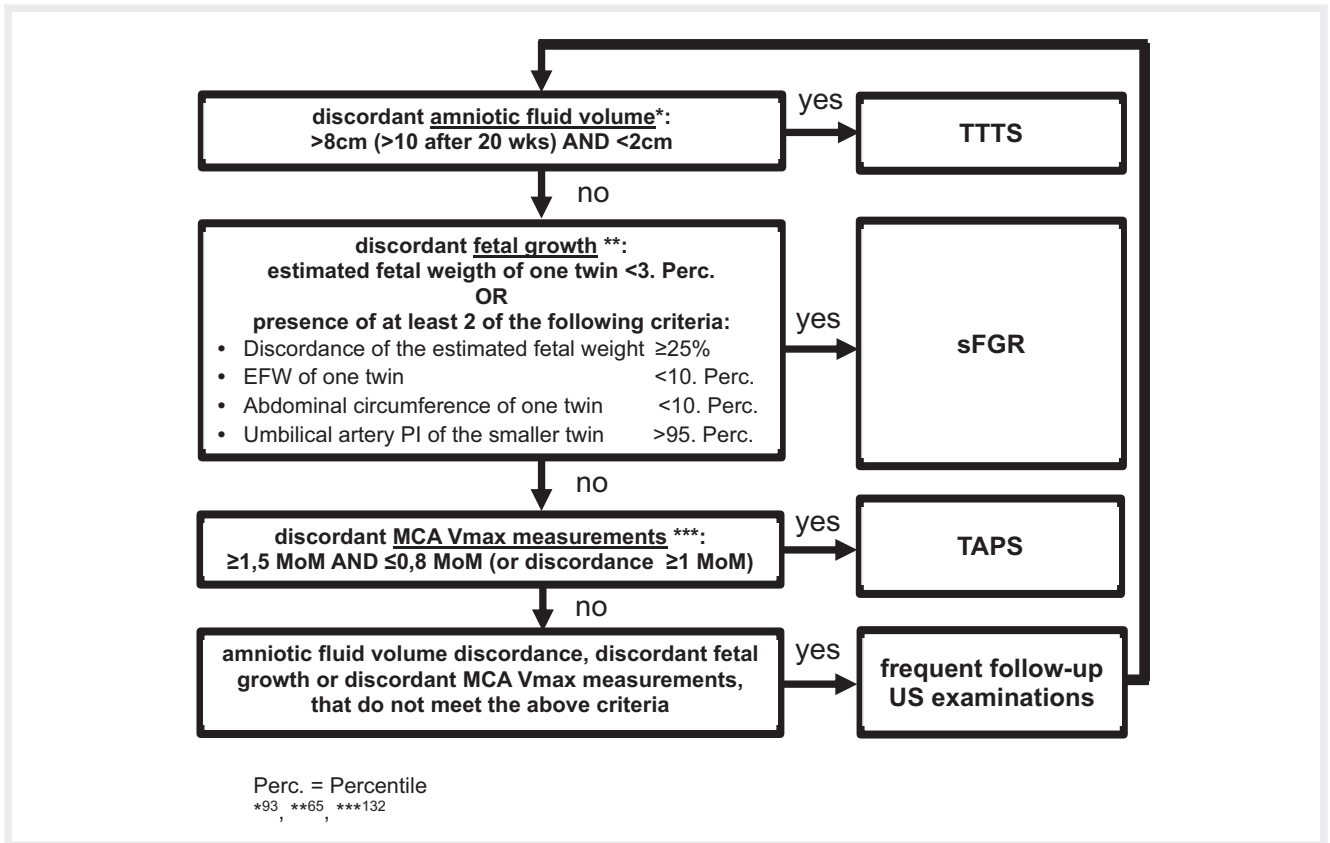 discordant amniotic fluid volume*:
>8cm (>10 after 20 wks) AND <2cm
yes
TTTS
no
discordant fetal growth **:
estimated fetal weigth of one twin <3. Perc.
OR
presence of at least 2 of the following criteria:
• Discordance of the estimated fetal weight ≥25%
• EFW of one twin <10. Perc.
• Abdominal circumference of one twin <10. Perc.
• Umbilical artery PI of the smaller twin >95. Perc.
yes
sFGR
no
discordant MCA Vmax measurements ***:
≥1,5 MoM AND ≤0,8 MoM (or discordance ≥1 MoM)
yes
TAPS
no
amniotic fluid volume discordance, discordant fetal
growth or discordant MCA Vmax measurements,
that do not meet the above criteria
yes
frequent follow-up
US examinations
Perc. = Percentile
*93, **65, ***132